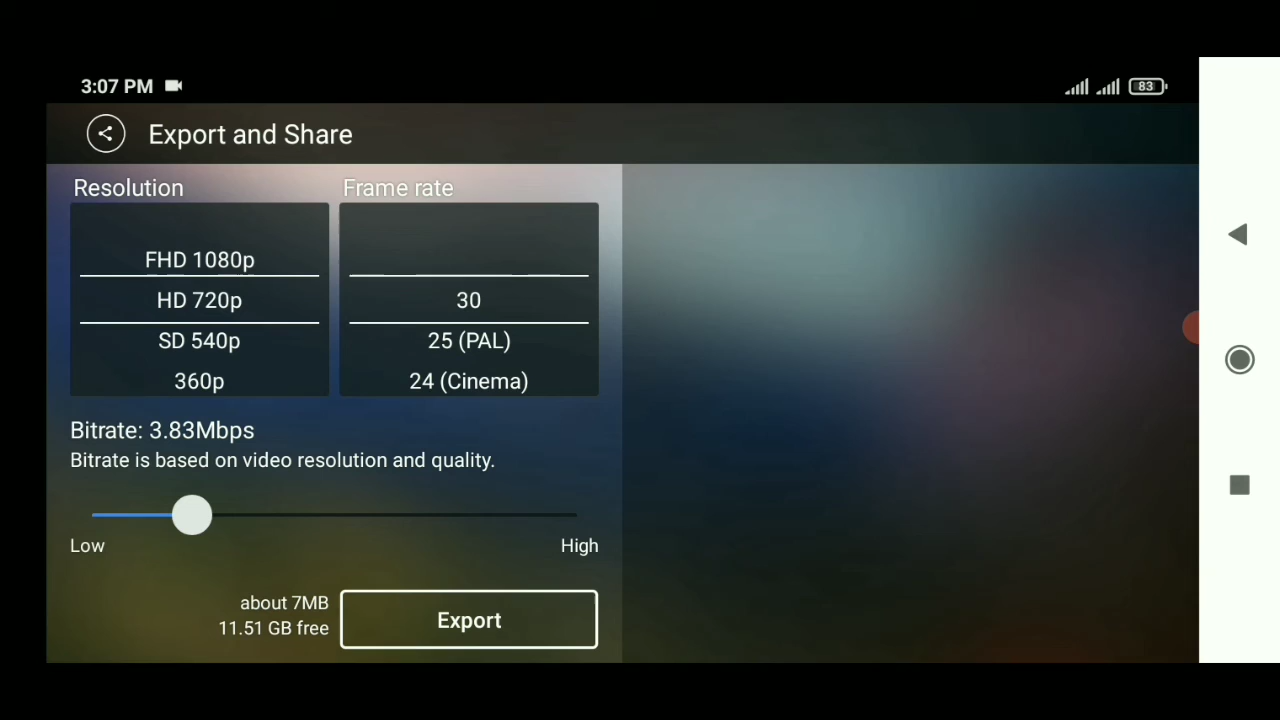 3:07 PM
83
Export and Share
Resolution
Frame rate
FHD 1080p
HD 720p
SD 540p
360p
30
25 (PAL)
24 (Cinema)
Bitrate: 3.83Mbps
Bitrate is based on video resolution and quality.
Low
High
about 7MB
11.51 GB free
Export